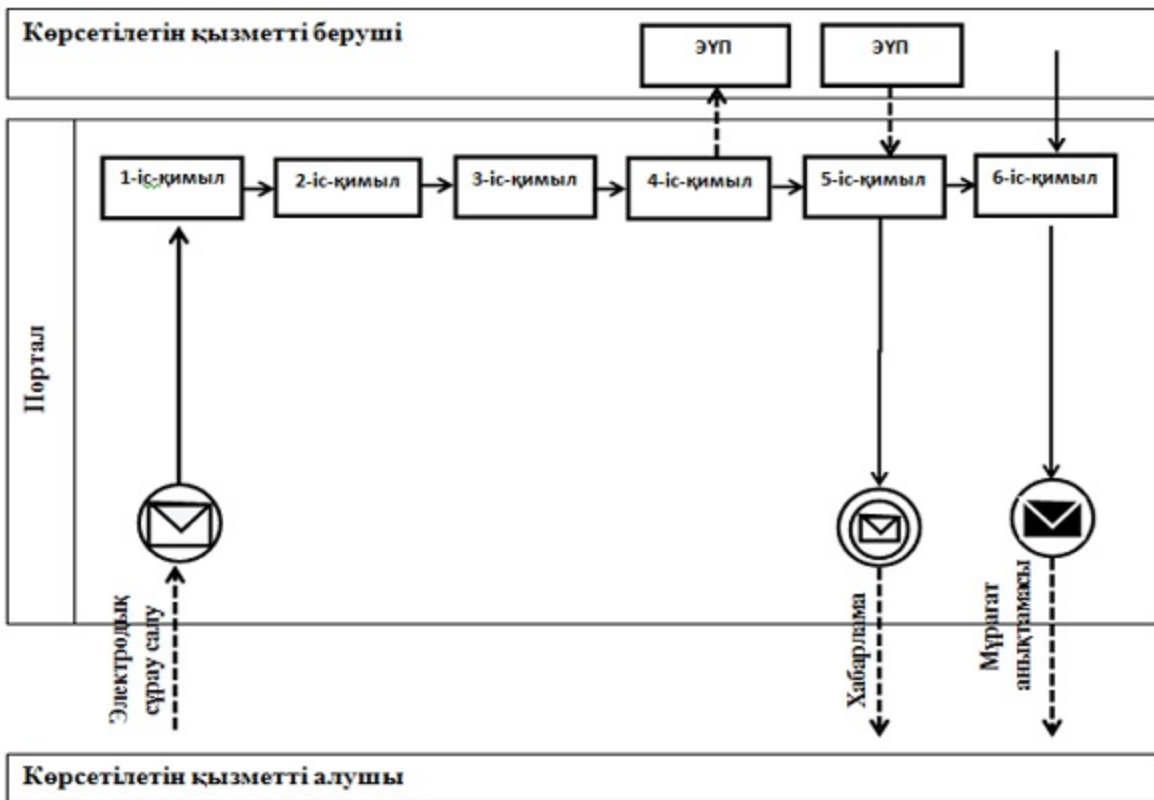 Көрсетілетін қызметті беруші
ЭҮП
ЭҮП
1-іс-қимыл
2-іс-қимыл
3-іс-қимыл
4-іс-қимыл
5-іс-қимыл
6-іс-қимыл
Портал
Электродық
сұрау салу
Хабарлама
Мұрағат
анықтамасы
Көрсетілетін қызметті алушы